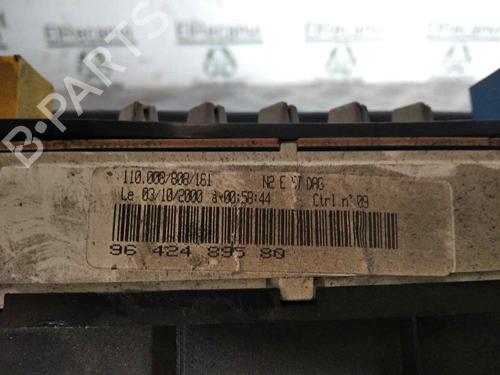 110.008/808/161 N2 E ST DAG
Le 03/10/2000 à 00:58:44 Ctrl n° 09
96 424 895 80
B-PARTS